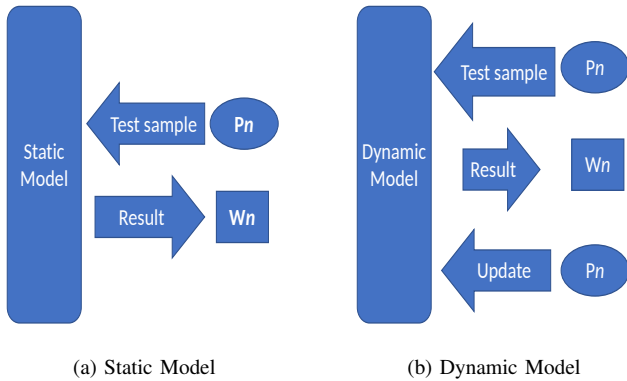 Static
Model
Test sample
Pn
Result
Wn
(a) Static Model
Dynamic
Model
Test sample
Pn
Result
Wn
Update
Pn
(b) Dynamic Model